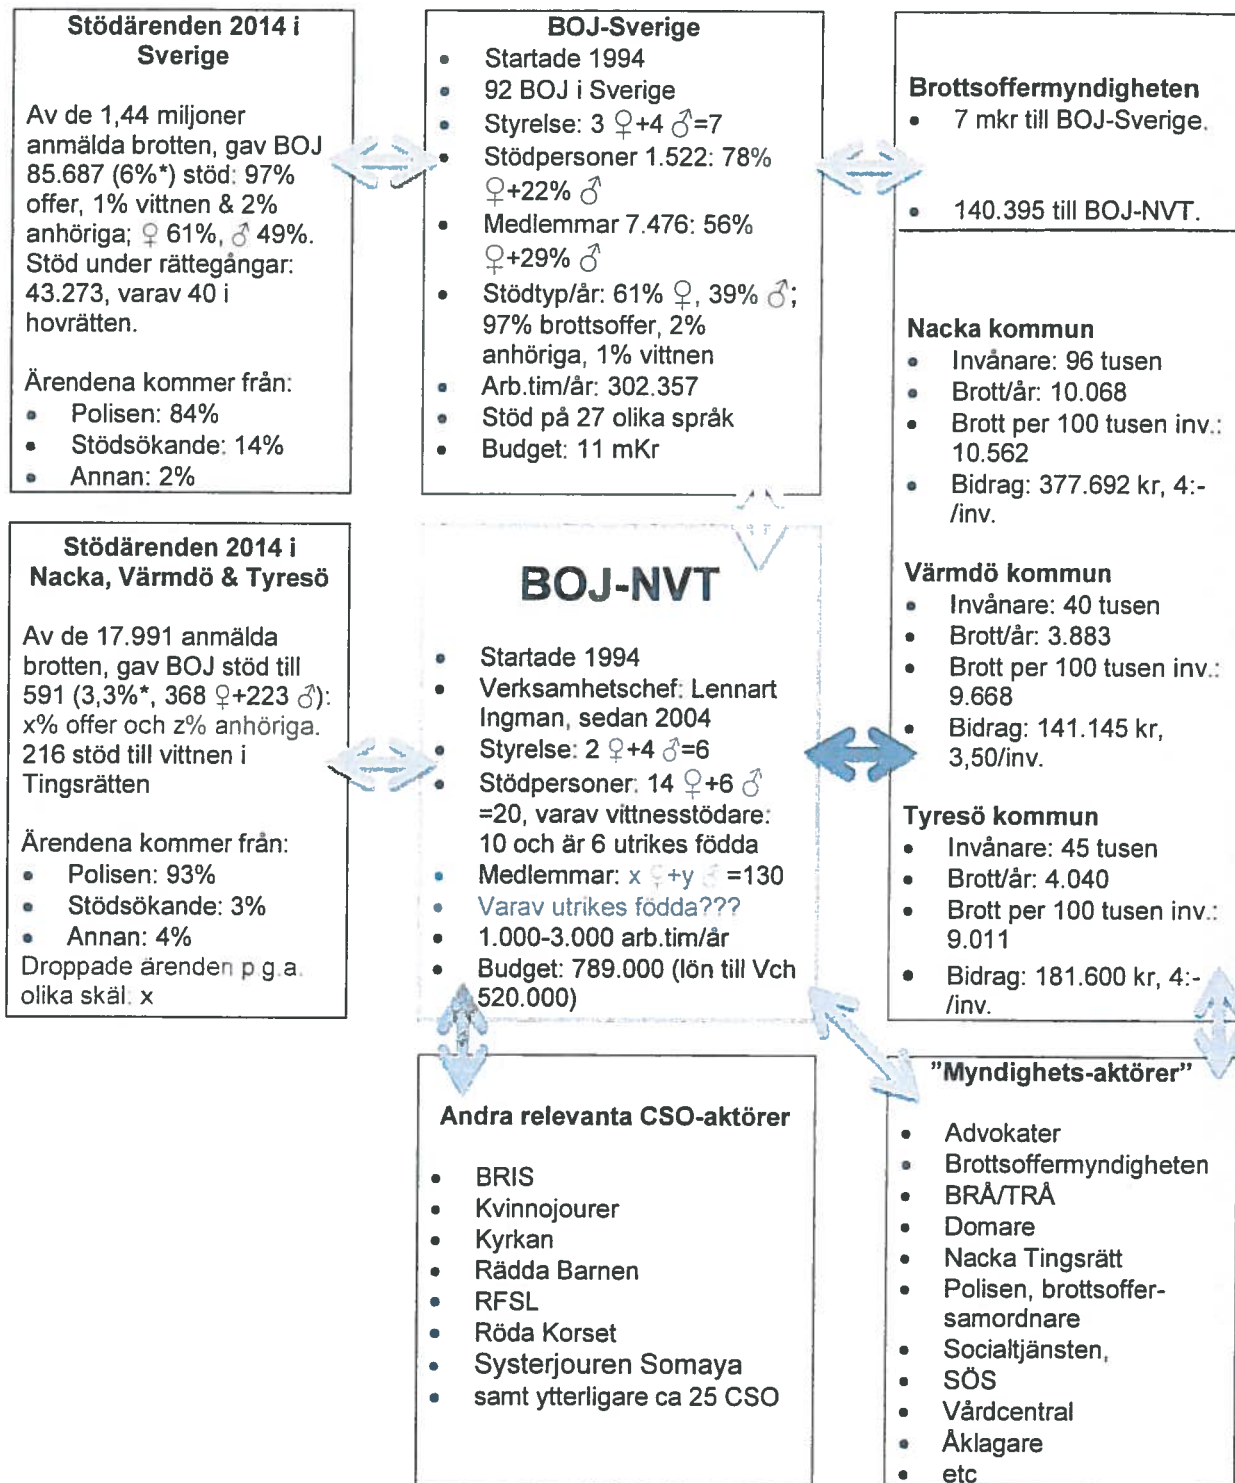 Stödärenden 2014 i
Sverige
Av de 1,44 miljoner
anmälda brotten, gav BOJ
85.687 (6%*) stöd: 97%
offer, 1% vittnen & 2%
anhöriga; ♀ 61%, ♂ 49%.
Stöd under rättegångar:
43.273, varav 40 i
hovrätten.
Ärendena kommer från:
• Polisen: 84%
• Stödsökande: 14%
• Annan: 2%
BOJ-Sverige
• Startade 1994
• 92 BOJ i Sverige
• Styrelse: 3 ♀+4 ♂=7
• Stödpersoner 1.522: 78%
♀+22% ♂
• Medlemmar 7.476: 56%
♀+29% ♂
• Stödtyp/år: 61% ♀, 39% ♂;
97% brottsoffer, 2%
anhöriga, 1% vittnen
• Arb.tim/år: 302.357
• Stöd på 27 olika språk
• Budget: 11 mKr
Brottsoffermyndigheten
• 7 mkr till BOJ-Sverige.
• 140.395 till BOJ-NVT.
Nacka kommun
• Invånare: 96 tusen
• Brott/år: 10.068
• Brott per 100 tusen inv.:
10.562
• Bidrag: 377.692 kr, 4:-
/inv.
Värmdö kommun
• Invånare: 40 tusen
• Brott/år: 3.883
• Brott per 100 tusen inv.:
9.668
• Bidrag: 141.145 kr,
3,50/inv.
Tyresö kommun
• Invånare: 45 tusen
• Brott/år: 4.040
• Brott per 100 tusen inv.:
9.011
• Bidrag: 181.600 kr, 4:-
/inv.
Stödärenden 2014 i
Nacka, Värmdö & Tyresö
Av de 17.991 anmälda
brotten, gav BOJ stöd till
591 (3,3%*, 368 ♀+223 ♂):
x% offer och z% anhöriga.
216 stöd till vittnen i
Tingsrätten
Ärendena kommer från:
• Polisen: 93%
• Stödsökande: 3%
• Annan: 4%
Droppade ärenden p.g.a.
olika skäl: x
BOJ-NVT
• Startade 1994
• Verksamhetschef: Lennart
Ingman, sedan 2004
• Styrelse: 2 ♀+4 ♂=6
• Stödpersoner: 14 ♀+6 ♂
=20, varav vittnesstödare:
10 och är 6 utrikes födda
• Medlemmar: x ♀+y ♂ =130
• Varav utrikes födda???
• 1.000-3.000 arb.tim/år
• Budget: 789.000 (lön till Vch
520.000)
Andra relevanta CSO-aktörer
• BRIS
• Kvinnojourer
• Kyrkan
• Rädda Barnen
• RFSL
• Röda Korset
• Systerjouren Somaya
• samt ytterligare ca 25 CSO
”Myndighets-aktörer”
• Advokater
• Brottsoffermyndigheten
• BRÅ/TRÅ
• Domare
• Nacka Tingsrätt
• Polisen, brottsoffer-
samordnare
• Socialtjänsten,
• SÖS
• Vårdcentral
• Åklagare
• etc